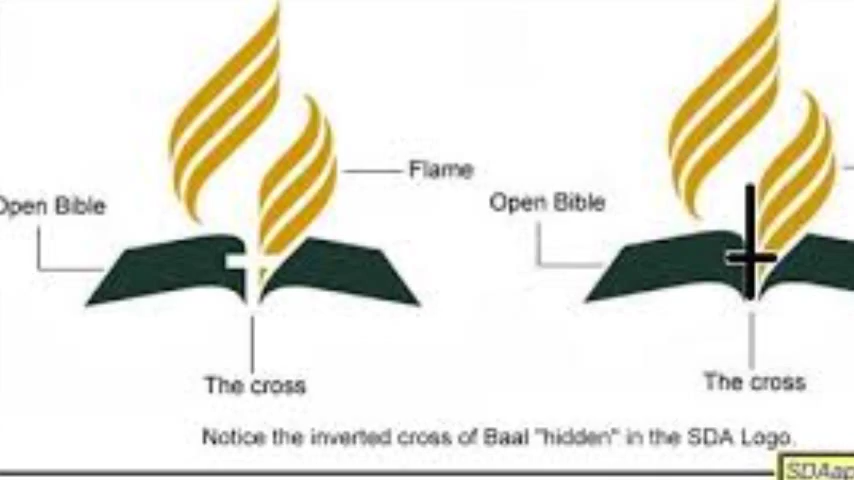 Flame
Open Bible
Open Bible
The cross
The cross
Notice the inverted cross of Baal "hidden" in the SDA Logo.
SDAap